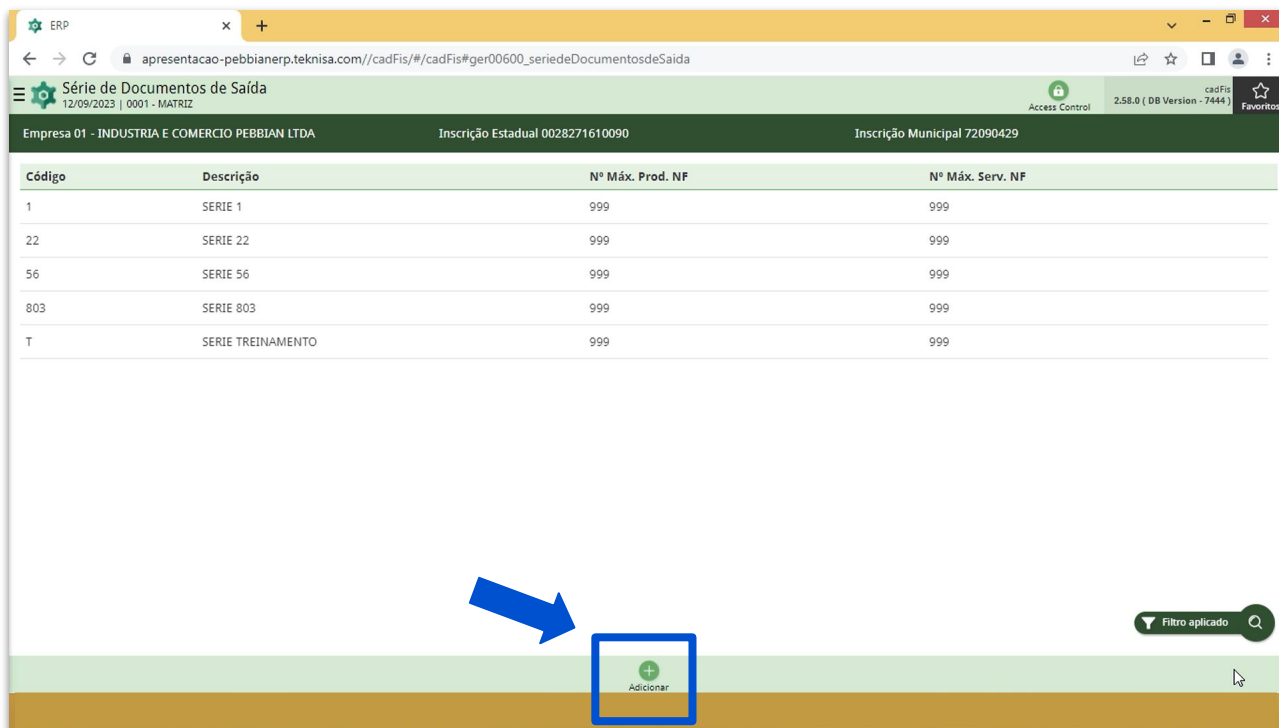 ERP
apresentacao-pebbianerp.teknisa.com//cadFis/#/cadFis#ger00600_seriedeDocumentosdeSaida
Série de Documentos de Saída
12/09/2023 | 0001 - MATRIZ
Access Control
cadFis
2.58.0 ( DB Version - 7444 )
Favoritos
Empresa 01 - INDUSTRIA E COMERCIO PEBBIAN LTDA Inscrição Estadual 0028271610090 Inscrição Municipal 72090429
Código Descrição Nº Máx. Prod. NF Nº Máx. Serv. NF
1 SERIE 1 999 999
22 SERIE 22 999 999
56 SERIE 56 999 999
803 SERIE 803 999 999
T SERIE TREINAMENTO 999 999
Filtro aplicado
Adicionar